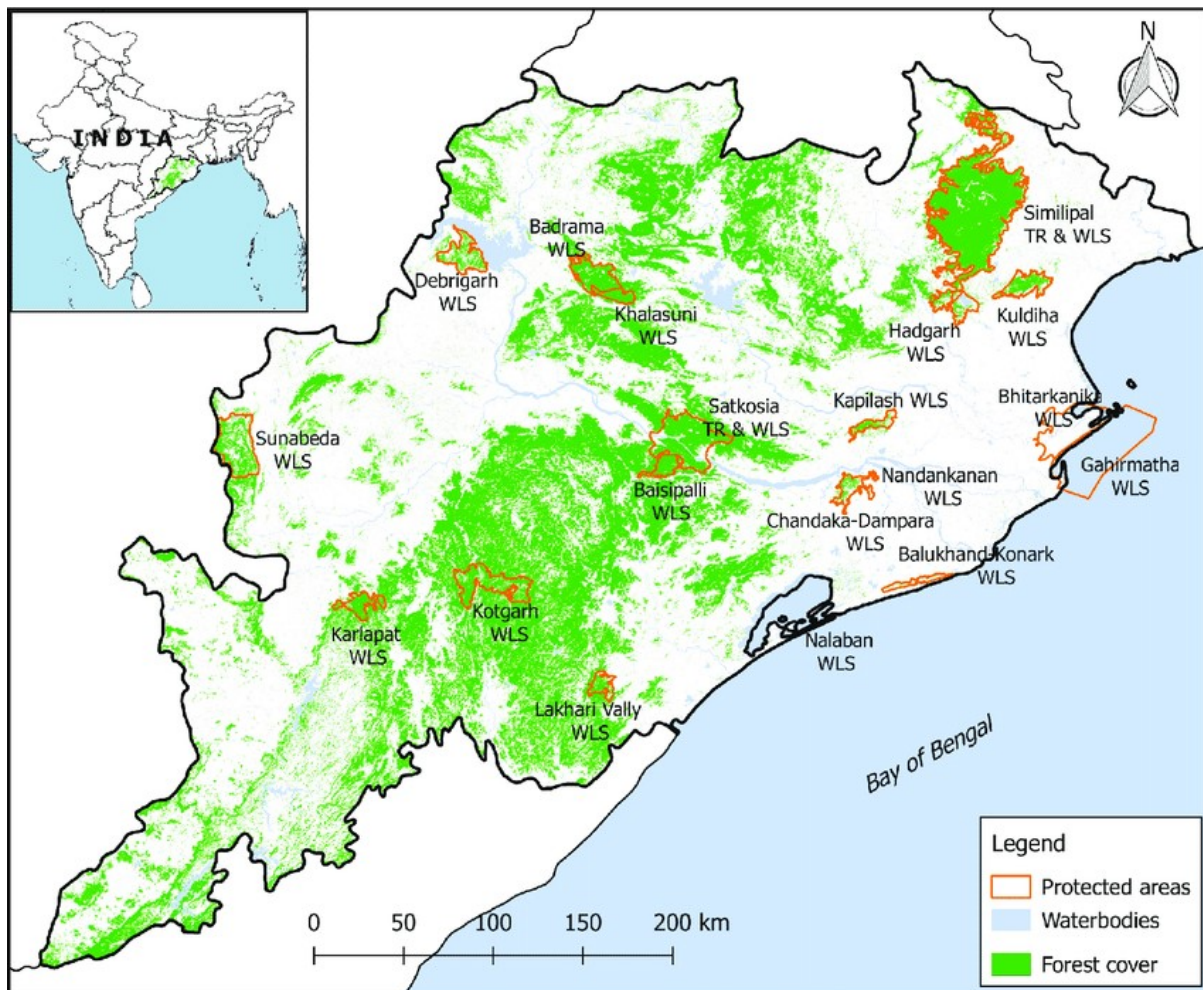 INDIA
N
Similipal
TR & WLS
Badrama
WLS
Debrigarh
WLS
Khalasuni
WLS
Hadgarh
WLS
Kuldiha
WLS
Kapilash WLS
Bhitarkanika
WLS
Satkosia
TR & WLS
Sunabeda
WLS
Gahirmatha
WLS
Nandankanan
WLS
Baisipalli
WLS
Chandaka-Dampara
WLS
Balukhand-Konark
WLS
Karlapat
WLS
Kotgarh
WLS
Nalaban
WLS
Lakhari Vally
WLS
Bay of Bengal
Legend
Protected areas
Waterbodies
Forest cover
0 50 100 150 200 km